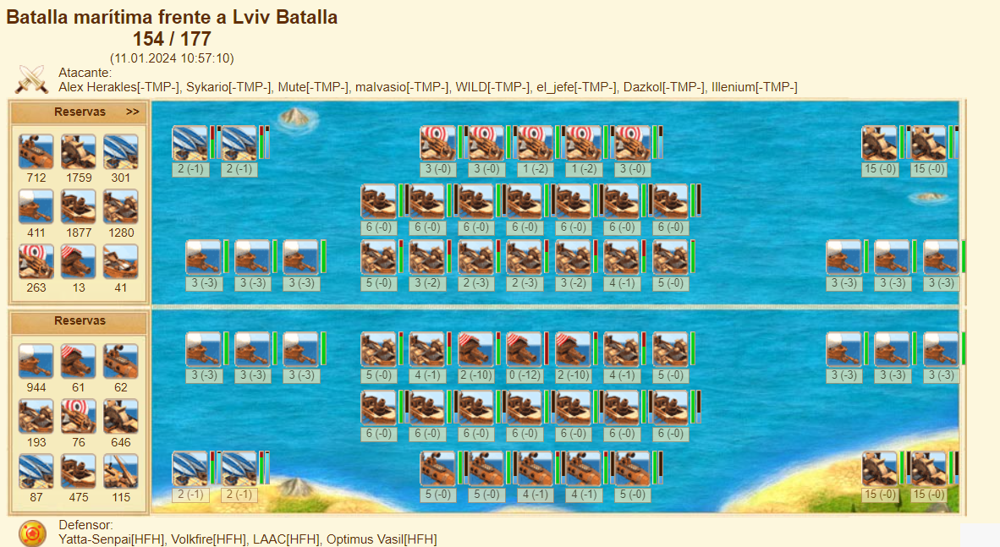 Batalla marítima frente a Lviv Batalla
154 / 177
(11.01.2024 10:57:10)
Atacante:
Alex Herakles[-TMP-], Sykario[-TMP-], Mute[-TMP-], malvasio[-TMP-], WILD[-TMP-], el_jefe[-TMP-], Dazkol[-TMP-], Illenium[-TMP-]
Reservas >>
712 1759 301
411 1877 1280
263 13 41
2 (-1) 2 (-1) 3 (-0) 3 (-0) 1 (-2) 1 (-2) 3 (-0) 15 (-0) 15 (-0)
6 (-0) 6 (-0) 6 (-0) 6 (-0) 6 (-0) 6 (-0) 6 (-0)
3 (-3) 3 (-3) 3 (-3) 5 (-0) 3 (-2) 2 (-3) 2 (-3) 3 (-2) 4 (-1) 5 (-0) 3 (-3) 3 (-3) 3 (-3)
Reservas
944 61 62
193 76 646
87 475 115
3 (-3) 3 (-3) 3 (-3) 5 (-0) 4 (-1) 2 (-10) 0 (-12) 2 (-10) 4 (-1) 5 (-0) 3 (-3) 3 (-3) 3 (-3)
6 (-0) 6 (-0) 6 (-0) 6 (-0) 6 (-0) 6 (-0) 6 (-0)
2 (-1) 2 (-1) 5 (-0) 5 (-0) 4 (-1) 4 (-1) 5 (-0) 15 (-0) 15 (-0)
Defensor:
Yatta-Senpai[HFH], Volkfire[HFH], LAAC[HFH], Optimus Vasil[HFH]